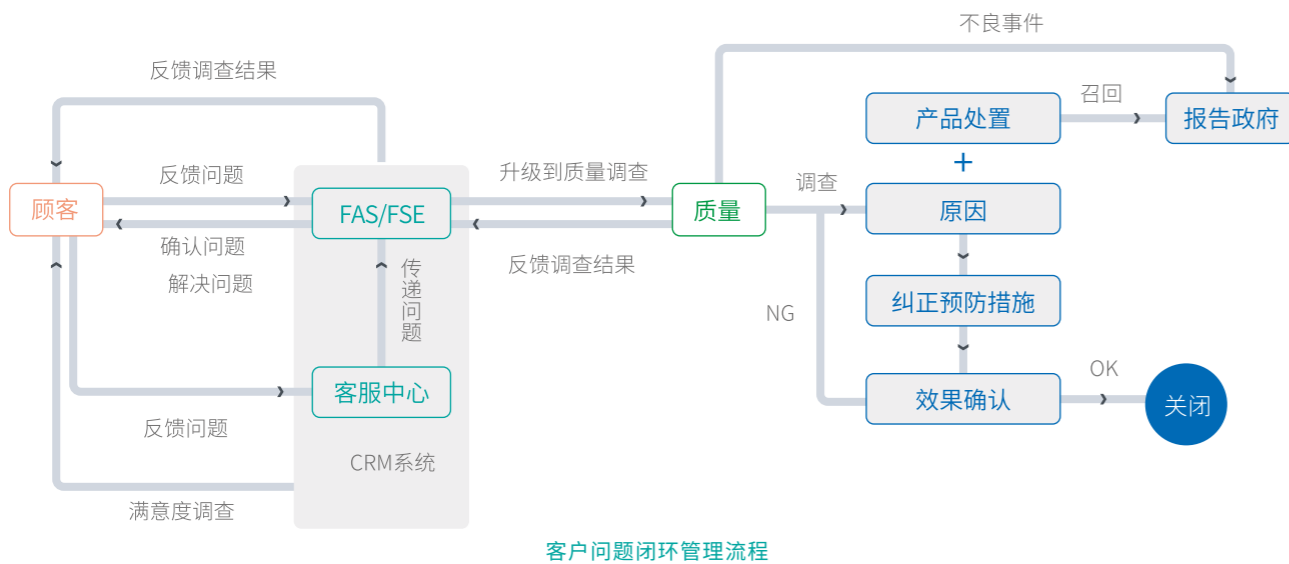 不良事件
反馈调查结果
召回
产品处置
报告政府
+
反馈问题
升级到质量调查
调查
顾客
FAS/FSE
质量
原因
确认问题
解决问题
反馈调查结果
传递问题
纠正预防措施
NG
客服中心
效果确认
OK
关闭
反馈问题
CRM系统
满意度调查
客户问题闭环管理流程